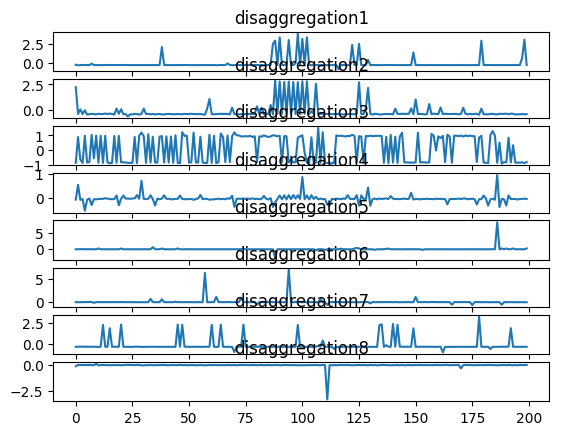 disaggregation1
2.5
0.0
disaggregation2
2.5
0.0
disaggregation3
1
0
−1
disaggregation4
1
0
disaggregation5
5
0
disaggregation6
5
0
disaggregation7
2.5
0.0
disaggregation8
0.0
−2.5
0 25 50 75 100 125 150 175 200